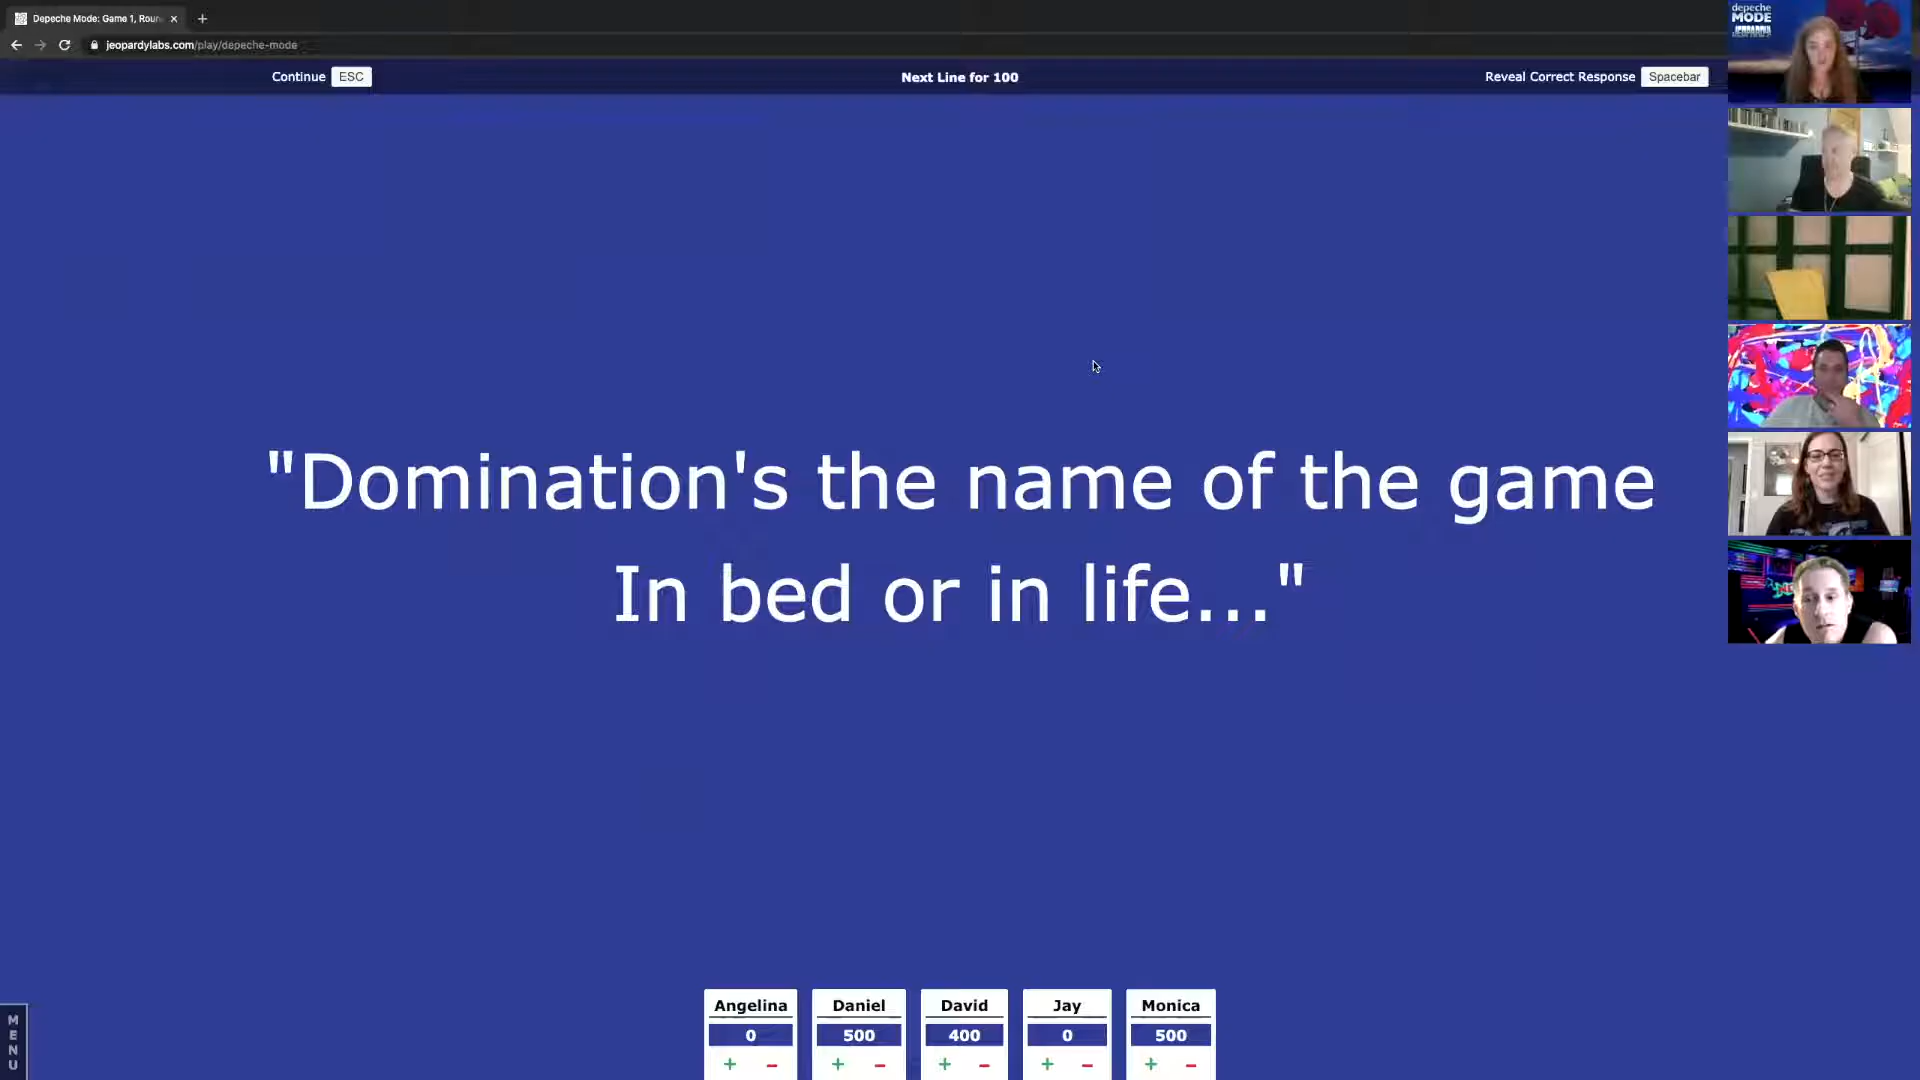 Depeche Mode: Game 1, Roun
jeopardylabs.com/play/depeche-mode
Continue ESC
Next Line for 100
Reveal Correct Response Spacebar
depeche
MODE
JEOPARDY!
"Domination's the name of the game
In bed or in life..."
Angelina Daniel David Jay Monica
0 500 400 0 500
+ - + - + - + - + -
MENU